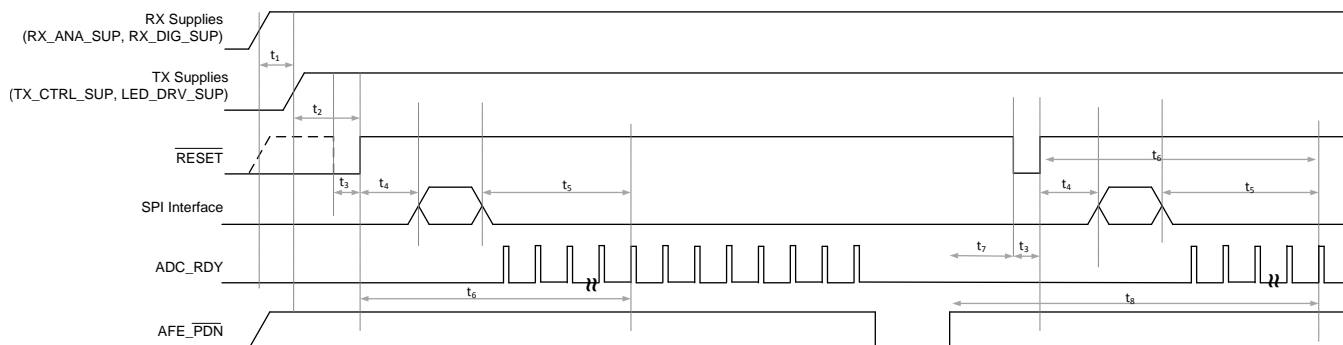 RX Supplies
(RX_ANA_SUP, RX_DIG_SUP)
t1
TX Supplies
(TX_CTRL_SUP, LED_DRV_SUP)
t2
RESET
t6
t3
t4
t5
t4
t5
SPI Interface
t7
t3
ADC_RDY
t6
t8
AFE_PDN